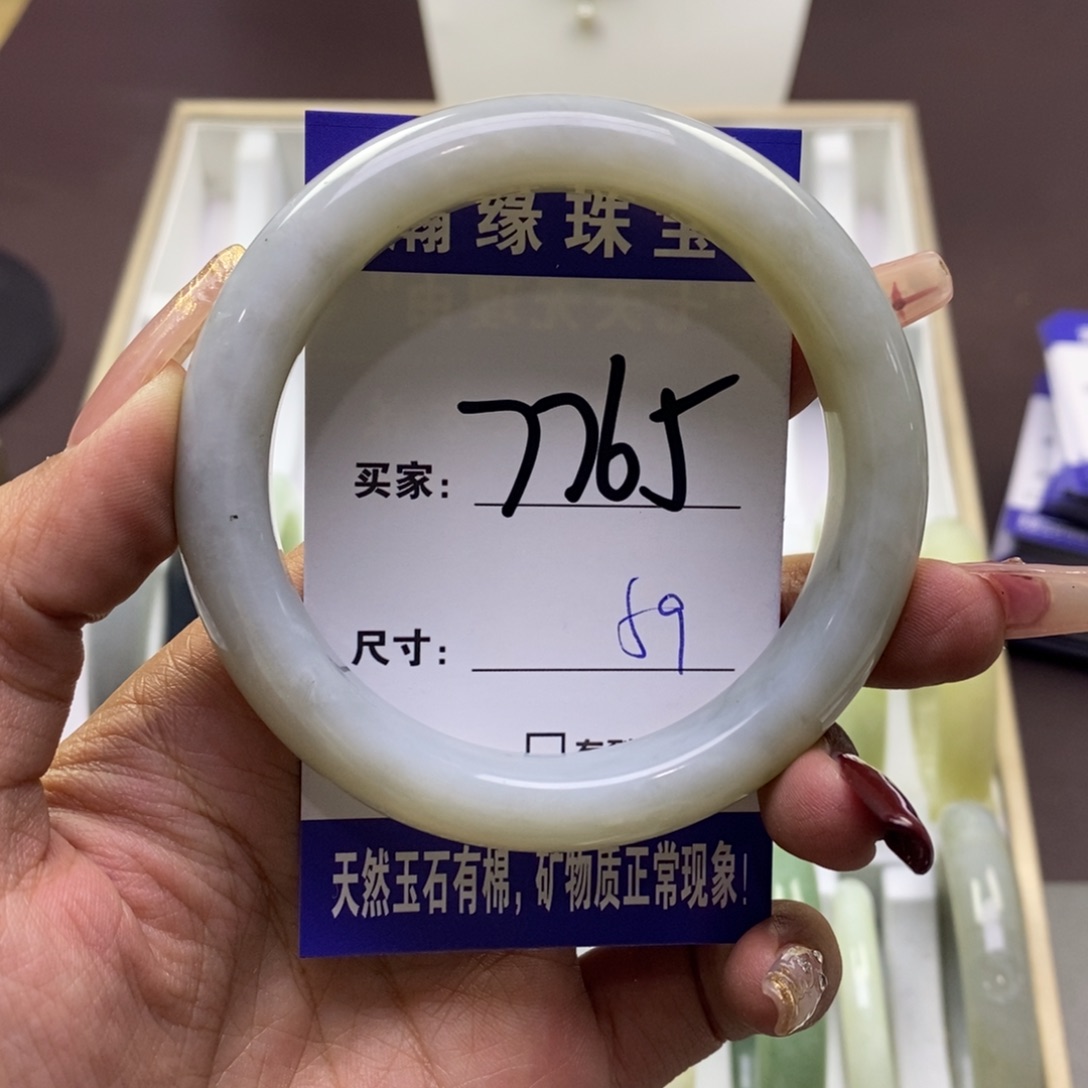 瀚缘珠宝
买家: 7765
尺寸: 59
天然玉石有棉, 矿物质正常现象!